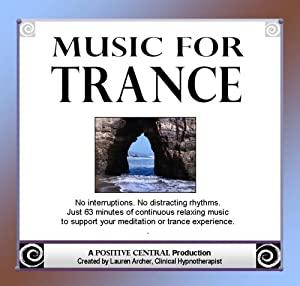 MUSIC FOR
TRANCE
No interruptions. No distracting rhythms.
Just 63 minutes of continuous relaxing music
to support your meditation or trance experience.
A POSITIVE CENTRAL Production
Created by Lauren Archer, Clinical Hypnotherapist